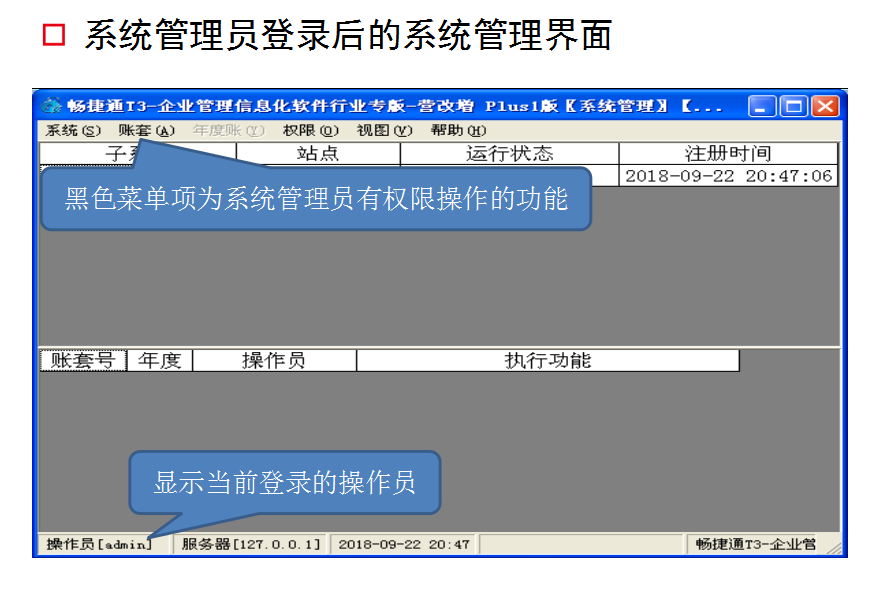 系统管理员登录后的系统管理界面
畅捷通T3-企业管理信息化软件行业专版-营改增 Plus1版【系统管理】【...
系统(S) 账套(A) 年度账(Y) 权限(O) 视图(V) 帮助(H)
子 站点 运行状态 注册时间
2018-09-22 20:47:06
黑色菜单项为系统管理员有权限操作的功能
账套号 年度 操作员 执行功能
显示当前登录的操作员
操作员[admin] 服务器[127.0.0.1] 2018-09-22 20:47 畅捷通T3-企业管